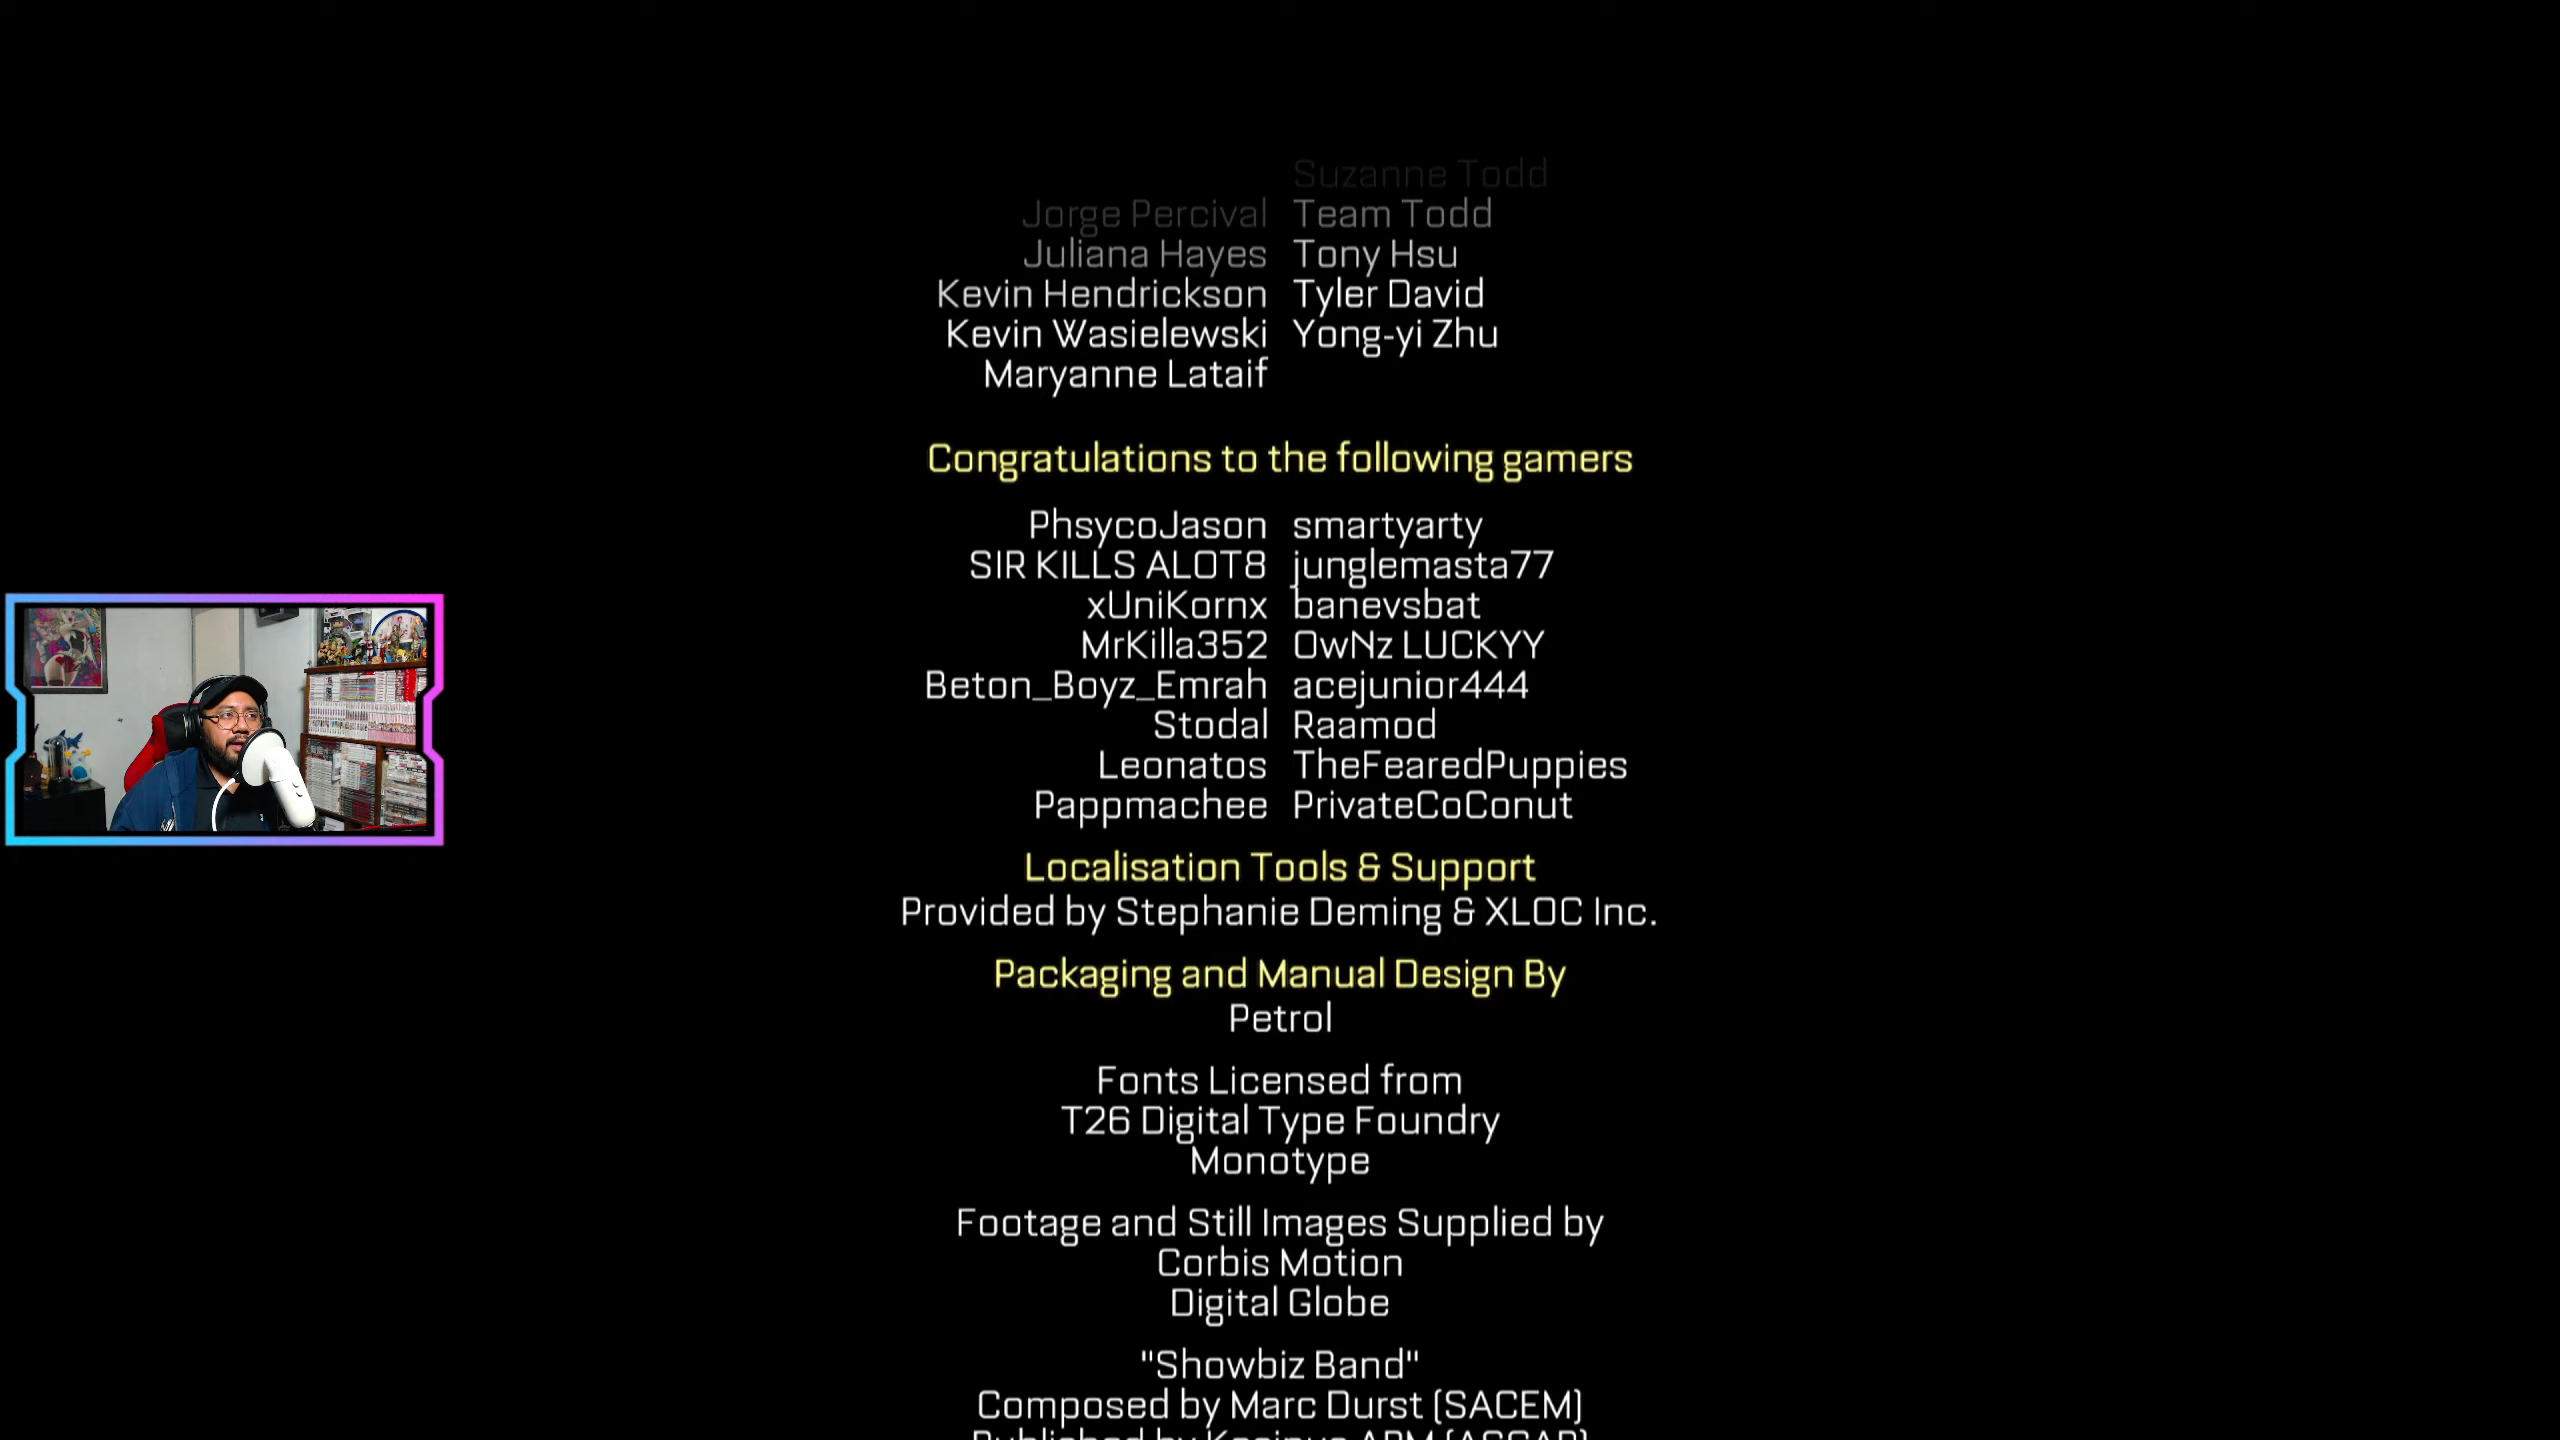 Suzanne Todd
Jorge Percival Team Todd
Juliana Hayes Tony Hsu
Kevin Hendrickson Tyler David
Kevin Wasielewski Yong-yi Zhu
Maryanne Lataif
Congratulations to the following gamers
PhsycoJason smartyarty
SIR KILLS ALOT8 junglemasta77
xUniKornx banevsbat
MrKilla352 OwNz LUCKYY
Beton_Boyz_Emrah acejunior444
Stodal Raamod
Leonatos TheFearedPuppies
Pappmachee PrivateCoConut
Localisation Tools & Support
Provided by Stephanie Deming & XLOC Inc.
Packaging and Manual Design By
Petrol
Fonts Licensed from
T26 Digital Type Foundry
Monotype
Footage and Still Images Supplied by
Corbis Motion
Digital Globe
"Showbiz Band"
Composed by Marc Durst (SACEM)